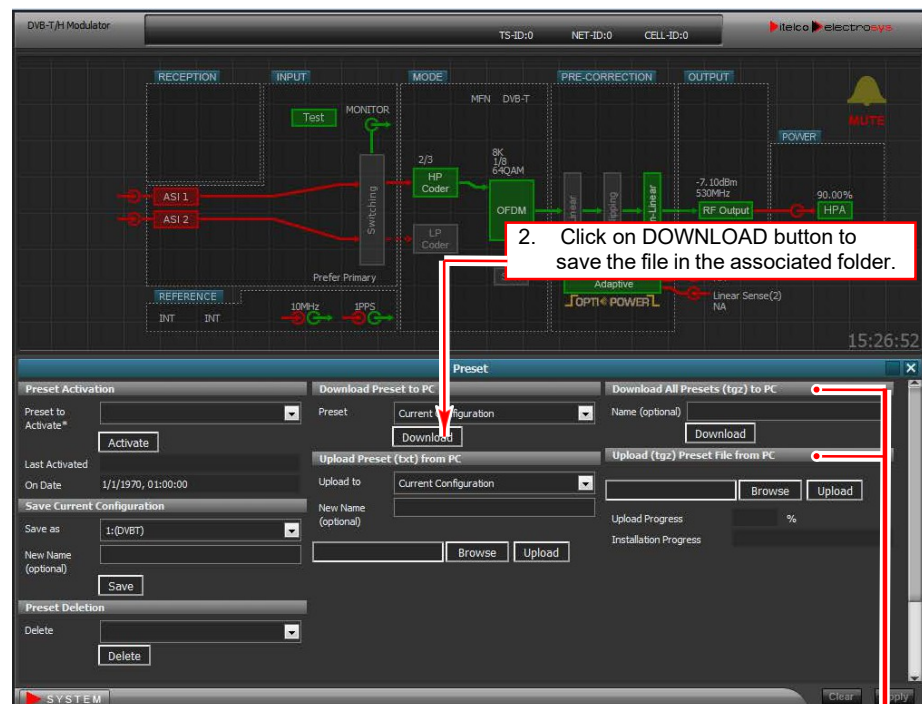 DVB-T/H Modulator
TS-ID:0 NET-ID:0 CELL-ID:0
itelco electrosys
RECEPTION INPUT MODE PRE-CORRECTION OUTPUT
MFN DVB-T
MUTE
Test MONITOR
POWER
2/3
8K
1/8
64QAM
HP
Coder
-7.10dBm
530MHz
90.00%
ASI 1
ASI 2
Switching
OFDM
RF Output
HPA
LP
Coder
2. Click on DOWNLOAD button to
save the file in the associated folder.
Prefer Primary
Adaptive
OPTI POWER
Linear Sense(2)
NA
REFERENCE
INT INT
10MHz 1PPS
15:26:52
Preset
Preset Activation
Preset to
Activate*
Activate
Last Activated
On Date 1/1/1970, 01:00:00
Save Current Configuration
Save as 1:(DVBT)
New Name
(optional)
Save
Preset Deletion
Delete
Delete
Download Preset to PC
Preset Current Configuration
Download
Upload Preset (txt) from PC
Upload to Current Configuration
New Name
(optional)
Browse Upload
Download All Presets (tgz) to PC
Name (optional)
Download
Upload (tgz) Preset File from PC
Browse Upload
Upload Progress %
Installation Progress
SYSTEM
Clear